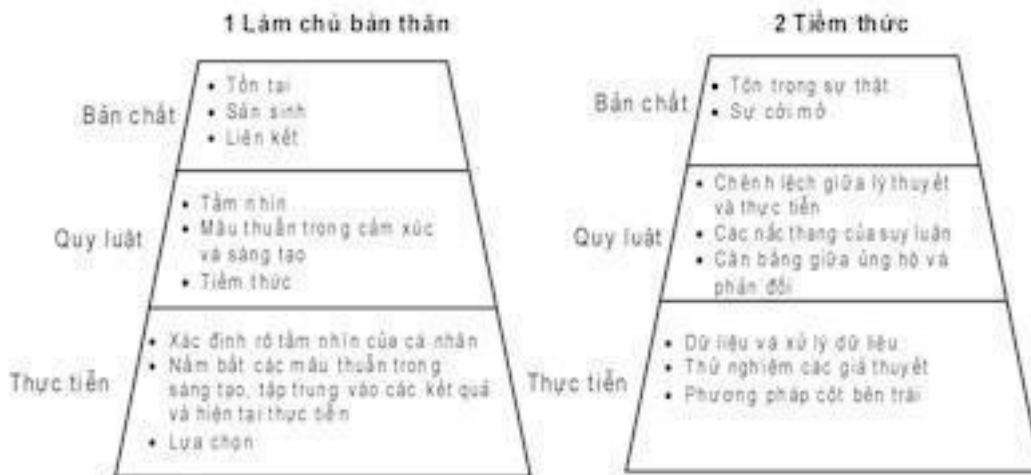 1 Làm chủ bản thân
Bản chất
• Tồn tại
• Sản sinh
• Liên kết
Quy luật
• Tầm nhìn
• Mâu thuẫn trong cảm xúc
và sáng tạo
• Tiềm thức
Thực tiễn
• Xác định rõ tầm nhìn của cá nhân
• Nắm bắt các mâu thuẫn trong
sáng tạo, tập trung vào các kết quả
và hiện tại thực tiễn
• Lựa chọn
2 Tiềm thức
Bản chất
• Tôn trọng sự thật
• Sự cởi mở
Quy luật
• Chênh lệch giữa lý thuyết
và thực tiễn
• Các nấc thang của suy luận
• Cân bằng giữa ủng hộ và
phản đối
Thực tiễn
• Dữ liệu và xử lý dữ liệu
• Thử nghiệm các giả thuyết
• Phương pháp cột bên trái